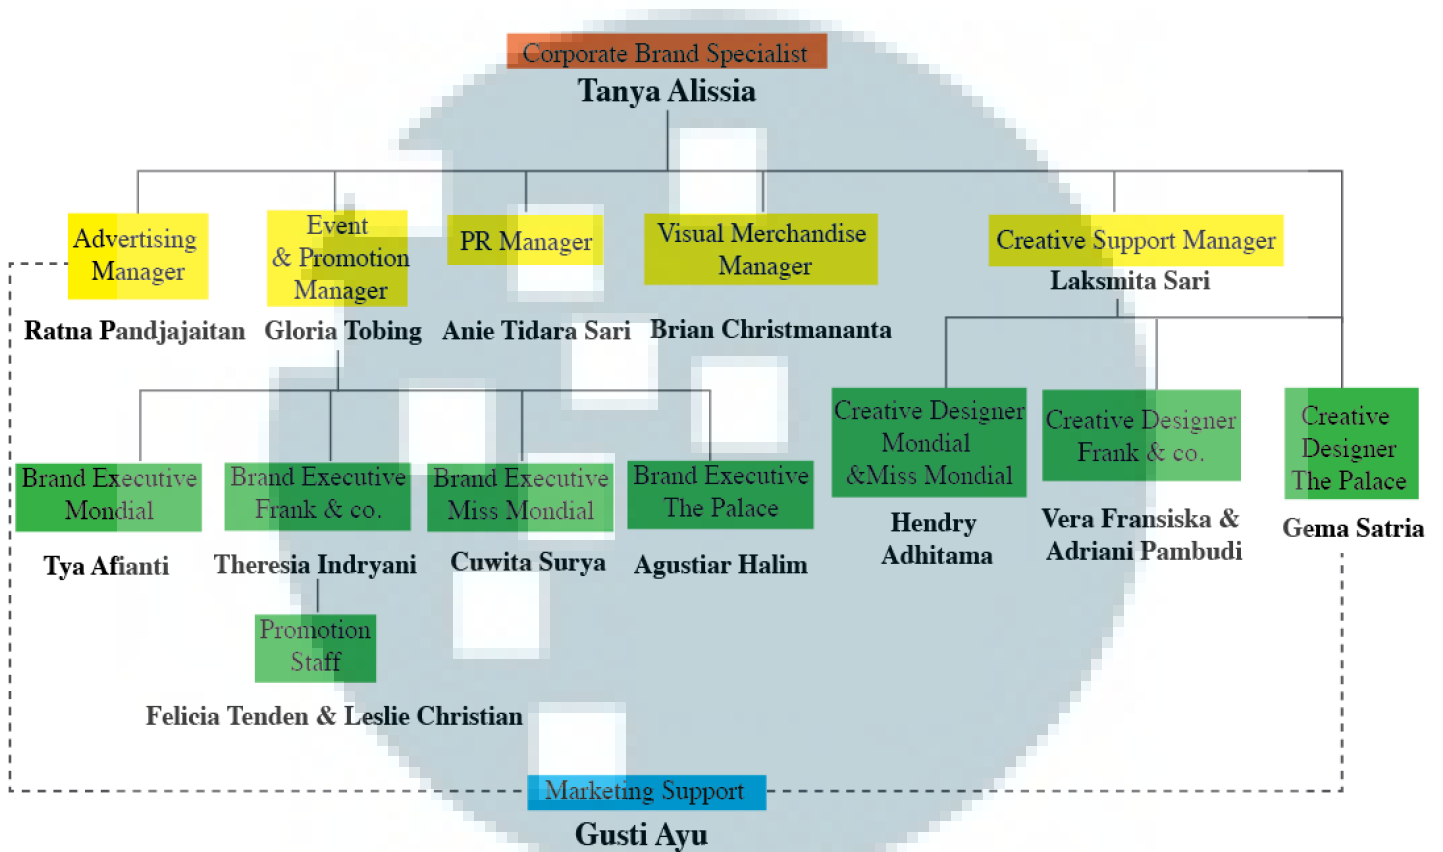 Corporate Brand Specialist
Tanya Alissia
Advertising
Manager
Ratna Pandjajaitan
Event
& Promotion
Manager
Gloria Tobing
PR Manager
Anie Tidara Sari
Visual Merchandise
Manager
Brian Christmananta
Creative Support Manager
Laksmita Sari
Brand Executive
Mondial
Tya Afianti
Brand Executive
Frank & co.
Theresia Indryani
Brand Executive
Miss Mondial
Cuwita Surya
Brand Executive
The Palace
Agustiar Halim
Creative Designer
Mondial
&Miss Mondial
Hendry
Adhitama
Creative Designer
Frank & co.
Vera Fransiska &
Adriani Pambudi
Creative
Designer
The Palace
Gema Satria
Promotion
Staff
Felicia Tenden & Leslie Christian
Marketing Support
Gusti Ayu